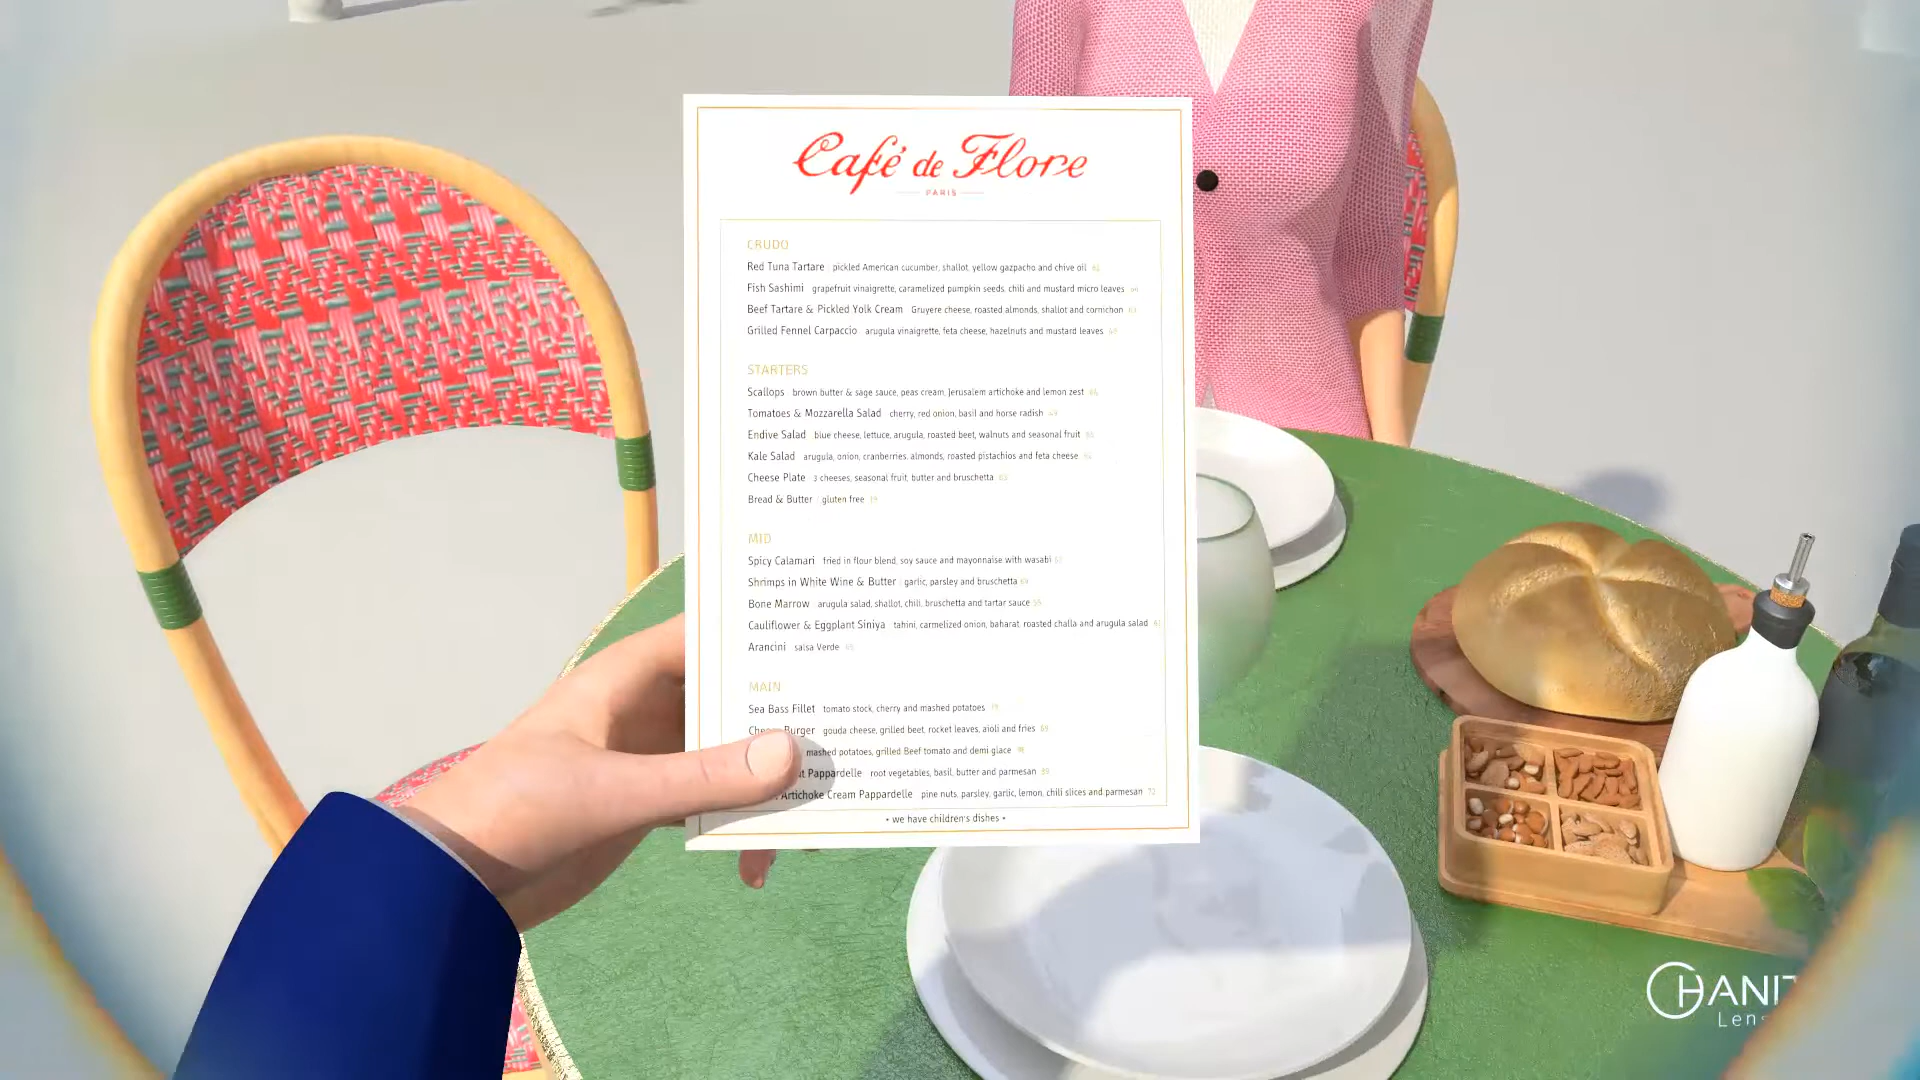 Café de Flore
PARIS
CRUDO
Red Tuna Tartare pickled American cucumber, shallot, yellow gazpacho and chive oil
Fish Sashimi grapefruit vinaigrette, caramelized pumpkin seeds, chili and mustard micro leaves
Beef Tartare & Pickled Yolk Cream Gruyere cheese, roasted almonds, shallot and cornichon
Grilled Fennel Carpaccio arugula vinaigrette, feta cheese, hazelnuts and mustard leaves
STARTERS
Scallops brown butter & sage sauce, peas cream, Jerusalem artichoke and lemon zest
Tomatoes & Mozzarella Salad cherry, red onion, basil and horse radish
Endive Salad blue cheese, lettuce, arugula, roasted beet, walnuts and seasonal fruit
Kale Salad arugula, onion, cranberries, almonds, roasted pistachios and feta cheese
Cheese Plate 3 cheeses, seasonal fruit, butter and bruschetta
Bread & Butter gluten free
MID
Spicy Calamari fried in flour blend, soy sauce and mayonnaise with wasabi
Shrimps in White Wine & Butter garlic, parsley and bruschetta
Bone Marrow arugula salad, shallot, chili, bruschetta and tartar sauce
Cauliflower & Eggplant Siniya tahini, carmelized onion, baharat, roasted challa and arugula salad
Arancini salsa Verde
MAIN
Sea Bass Fillet tomato stock, cherry and mashed potatoes
Burger gouda cheese, grilled beet, rocket leaves, aioli and fries
mashed potatoes, grilled Beef tomato and demi glace
Pappardelle root vegetables, basil, butter and parmesan
Artichoke Cream Pappardelle pine nuts, parsley, garlic, lemon, chili slices and parmesan
• we have children's dishes •
HANIT
Lens